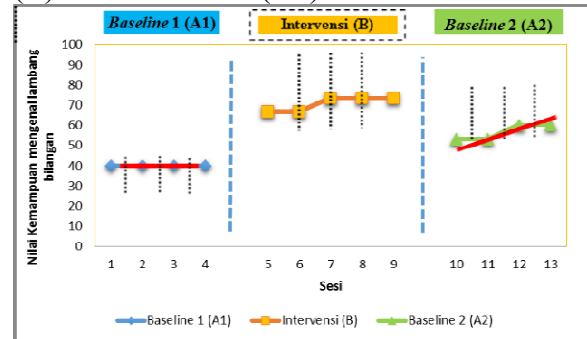 Baseline 1 (A1) Intervensi (B) Baseline 2 (A2)
Nilai Kemampuan mengenal lambang
bilangan
100
90
80
70
60
50
40
30
20
10
0
1 2 3 4 5 6 7 8 9 10 11 12 13
Sesi
Baseline 1 (A1) Intervensi (B) Baseline 2 (A2)